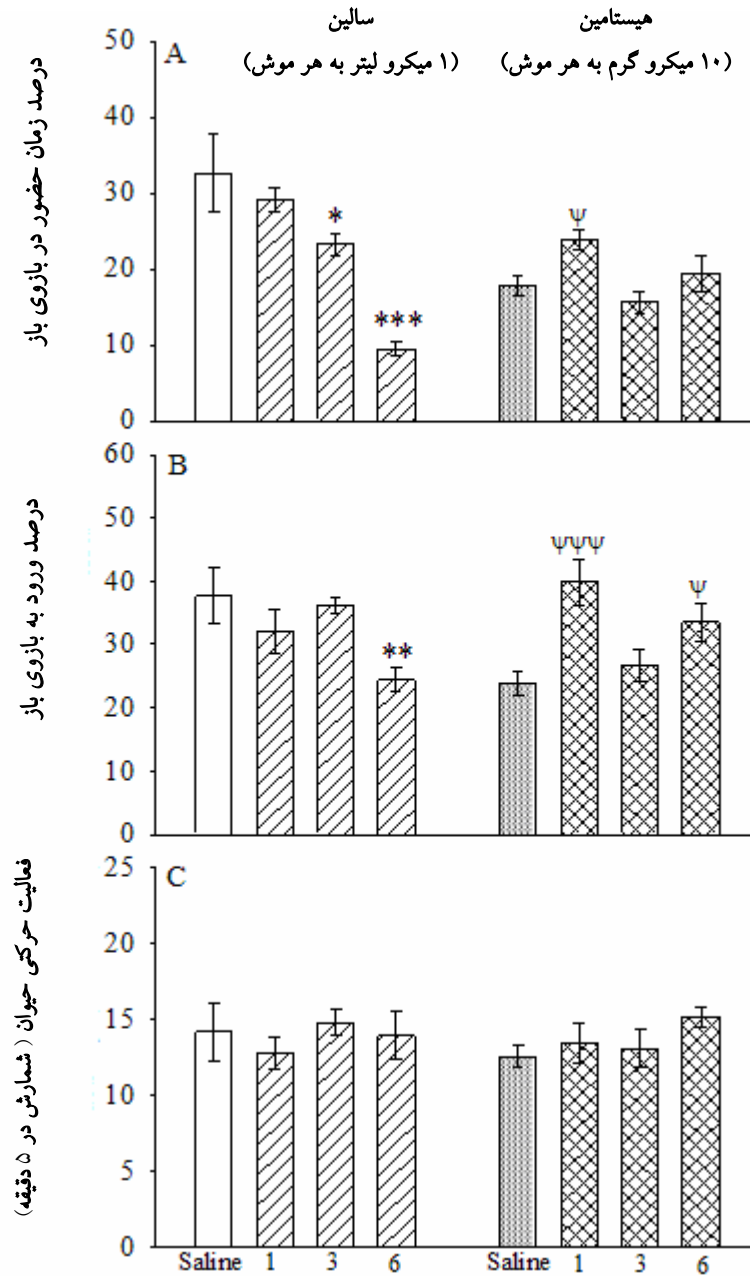 سالین
(۱ میکرو لیتر به هر موش)
هیستامین
(۱۰ میکرو گرم به هر موش)
درصد زمان حضور در بازوی باز
A
50
40
30
20
10
0
*
***
ψ
درصد ورود به بازوی باز
B
60
50
40
30
20
10
0
**
ψψψ
ψ
فعالیت حرکتی حیوان (شمارش در ۵ دقیقه)
C
25
20
15
10
5
0
Saline 1 3 6 Saline 1 3 6